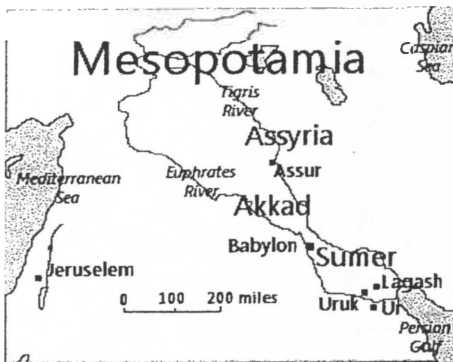 Mesopotamia
Caspian
Sea
Tigris
River
Assyria
Assur
Mediterranean
Sea
Euphrates
River
Akkad
Babylon
Sumer
Jeruselem
Lagash
0 100 200 miles
Uruk
Ur
Persian
Gulf